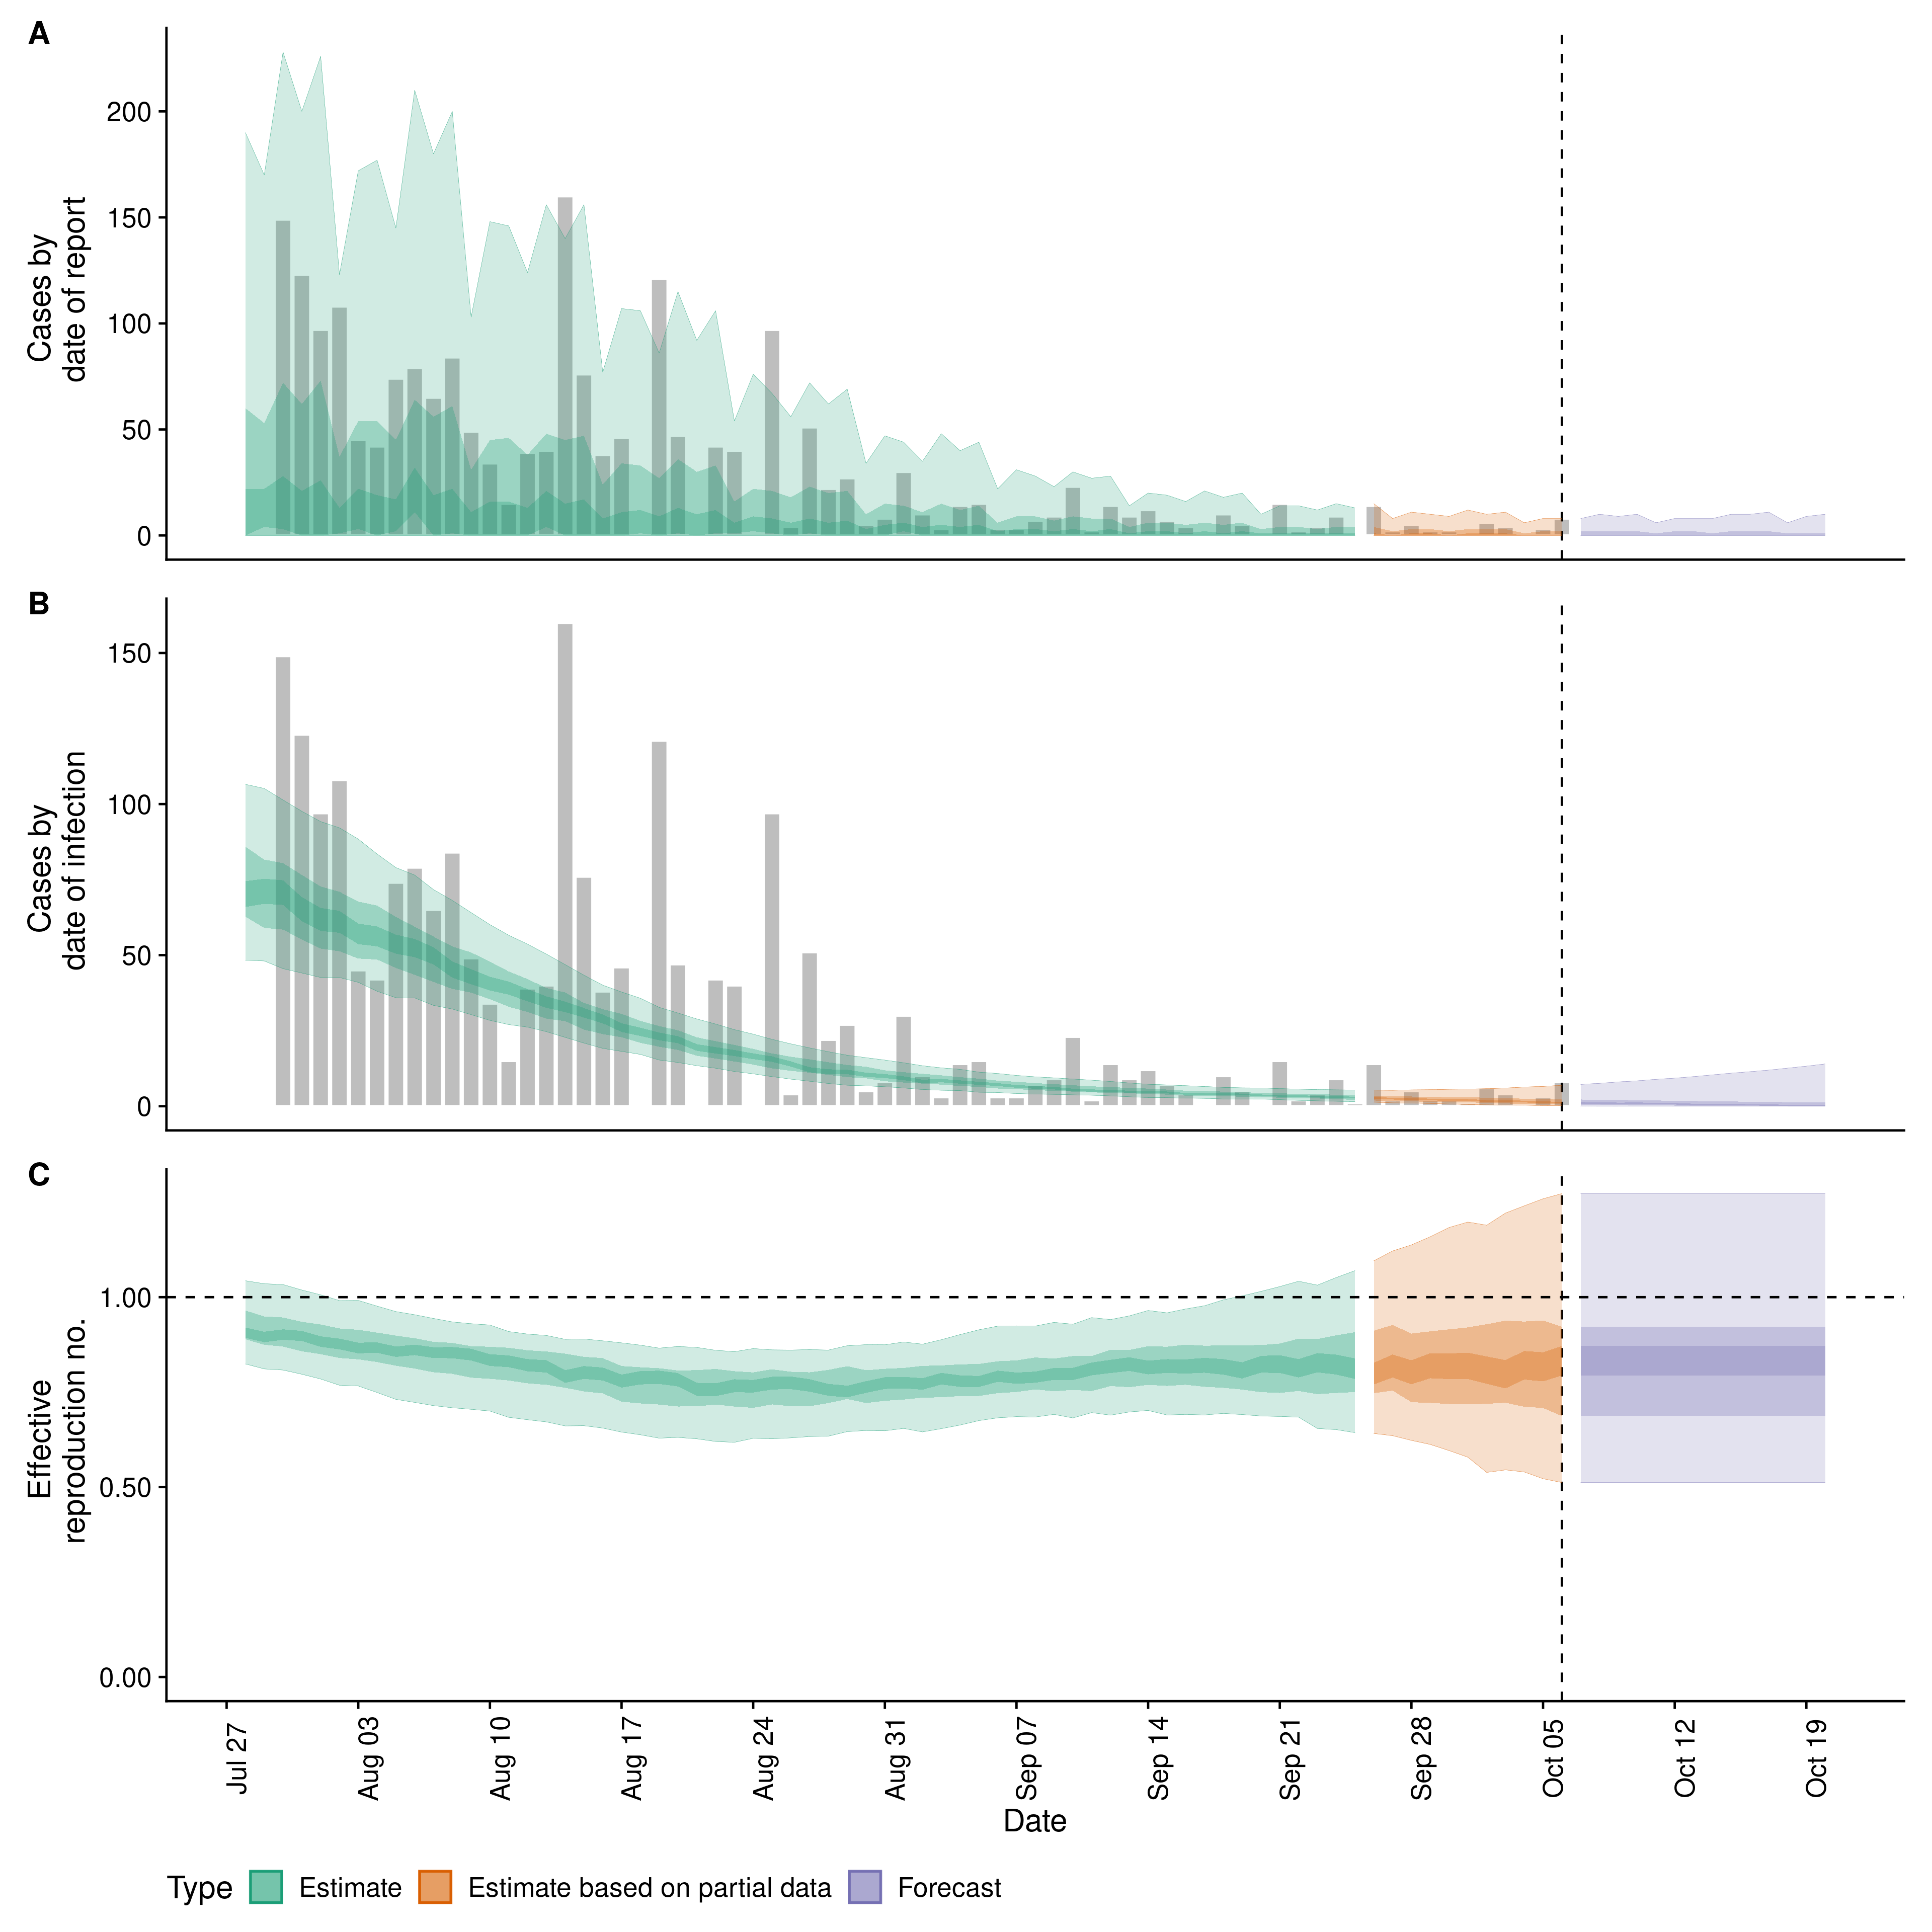 A
Cases by
date of report
200
150
100
50
0
B
Cases by
date of infection
150
100
50
0
C
Effective
reproduction no.
1.00
0.50
0.00
Jul 27
Aug 03
Aug 10
Aug 17
Aug 24
Aug 31
Sep 07
Sep 14
Sep 21
Sep 28
Oct 05
Oct 12
Oct 19
Date
Type Estimate Estimate based on partial data Forecast